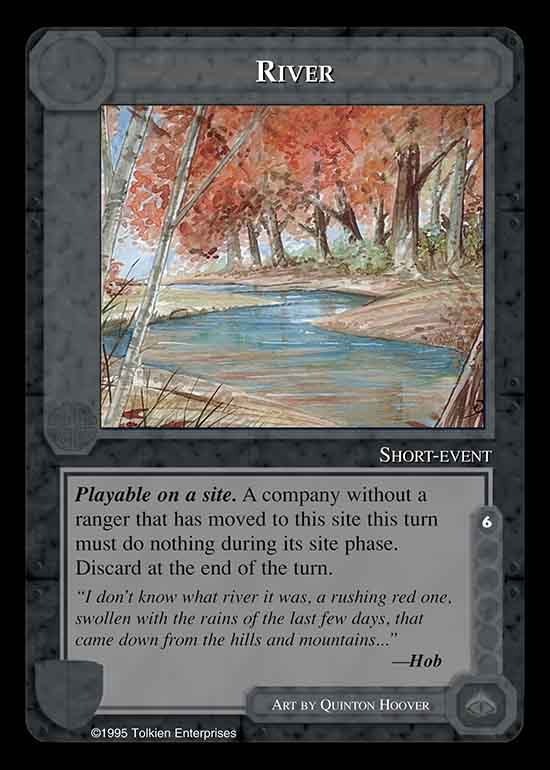 River
Short-event
Playable on a site. A company without a
ranger that has moved to this site this turn
must do nothing during its site phase.
Discard at the end of the turn.
6
“I don’t know what river it was, a rushing red one,
swollen with the rains of the last few days, that
came down from the hills and mountains...”
—Hob
Art by Quinton Hoover
©1995 Tolkien Enterprises